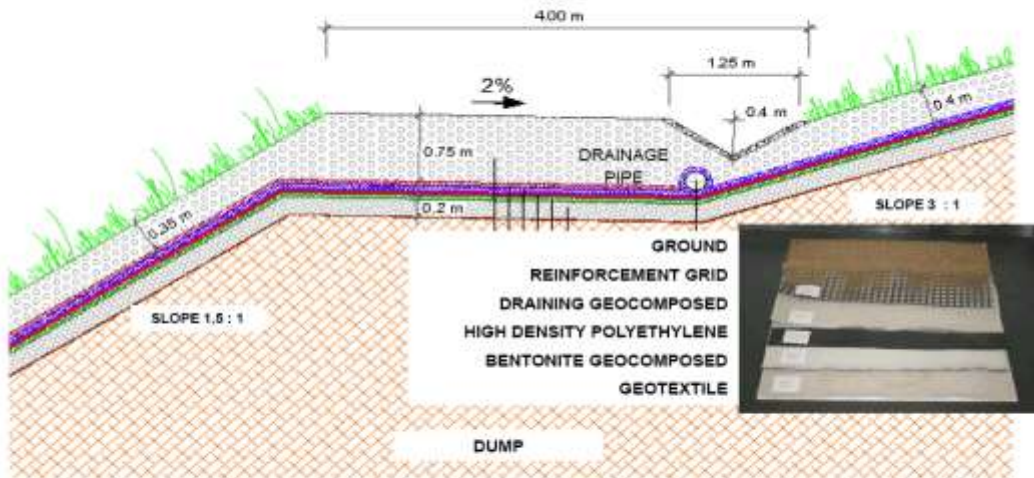 4.00 m
1.25 m
2%
0.4 m
0.4 m
0.75 m
DRAINAGE
PIPE
0.2 m
0.35 m
SLOPE 3 : 1
SLOPE 1,5 : 1
GROUND
REINFORCEMENT GRID
DRAINING GEOCOMPOSED
HIGH DENSITY POLYETHYLENE
BENTONITE GEOCOMPOSED
GEOTEXTILE
DUMP